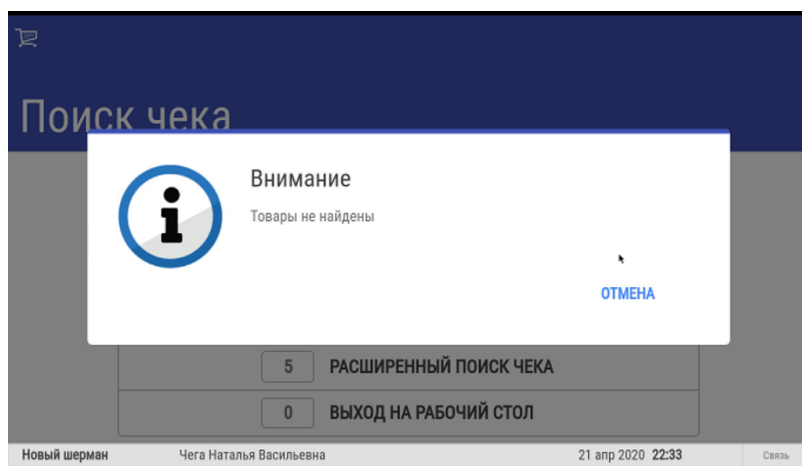 Поиск чека
Внимание
Товары не найдены
ОТМЕНА
5 РАСШИРЕННЫЙ ПОИСК ЧЕКА
0 ВЫХОД НА РАБОЧИЙ СТОЛ
Новый шерман Чега Наталья Васильевна 21 апр 2020 22:33 Связь